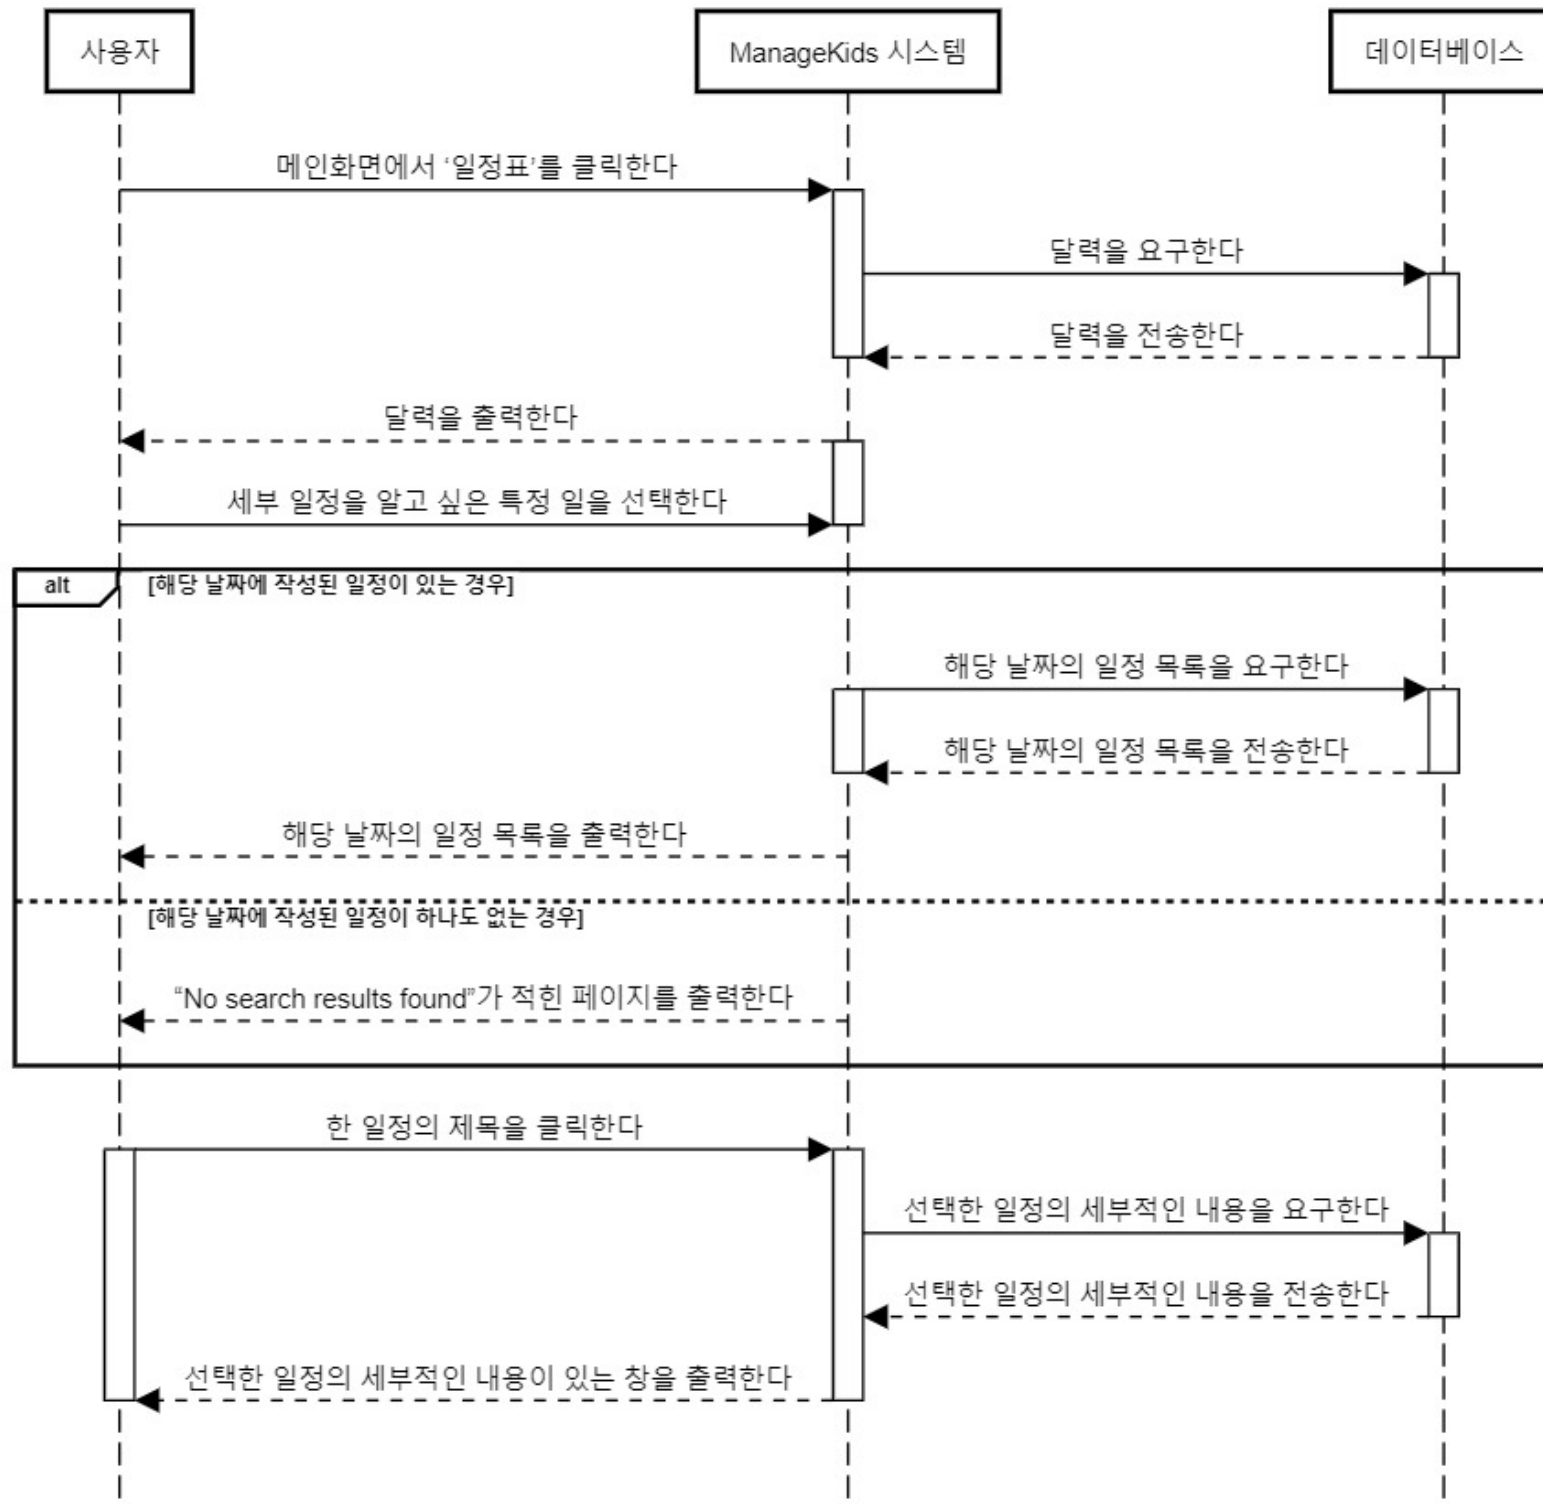 사용자
ManageKids 시스템
데이터베이스
메인화면에서 ‘일정표’를 클릭한다
달력을 요구한다
달력을 전송한다
달력을 출력한다
세부 일정을 알고 싶은 특정 일을 선택한다
alt
[해당 날짜에 작성된 일정이 있는 경우]
해당 날짜의 일정 목록을 요구한다
해당 날짜의 일정 목록을 전송한다
해당 날짜의 일정 목록을 출력한다
[해당 날짜에 작성된 일정이 하나도 없는 경우]
“No search results found”가 적힌 페이지를 출력한다
한 일정의 제목을 클릭한다
선택한 일정의 세부적인 내용을 요구한다
선택한 일정의 세부적인 내용을 전송한다
선택한 일정의 세부적인 내용이 있는 창을 출력한다